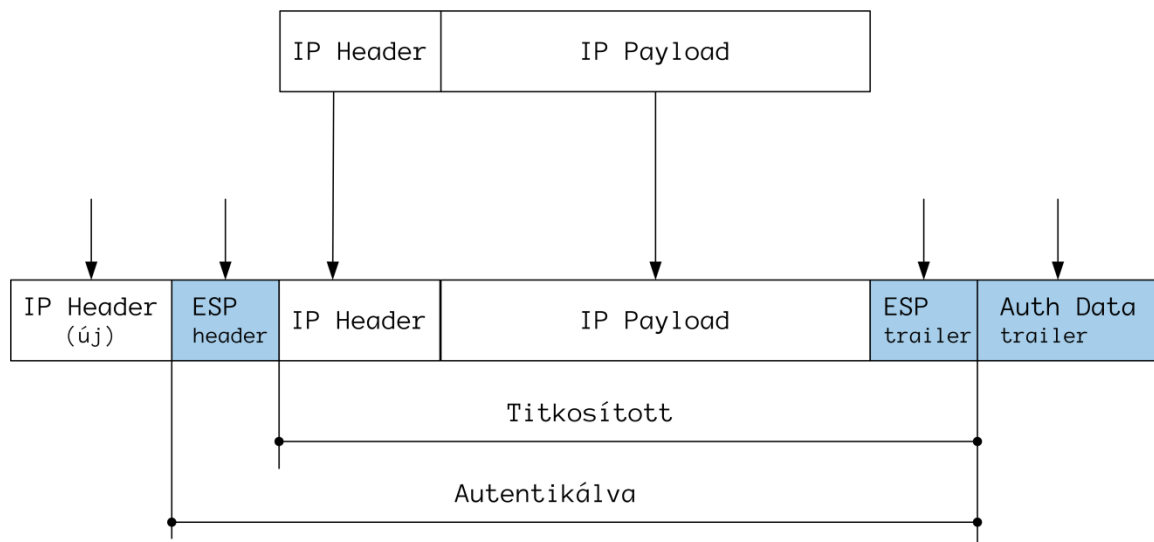 IP Header IP Payload
IP Header ESP IP Header IP Payload ESP Auth Data
(új) header trailer trailer
Titkosított
Autentikálva